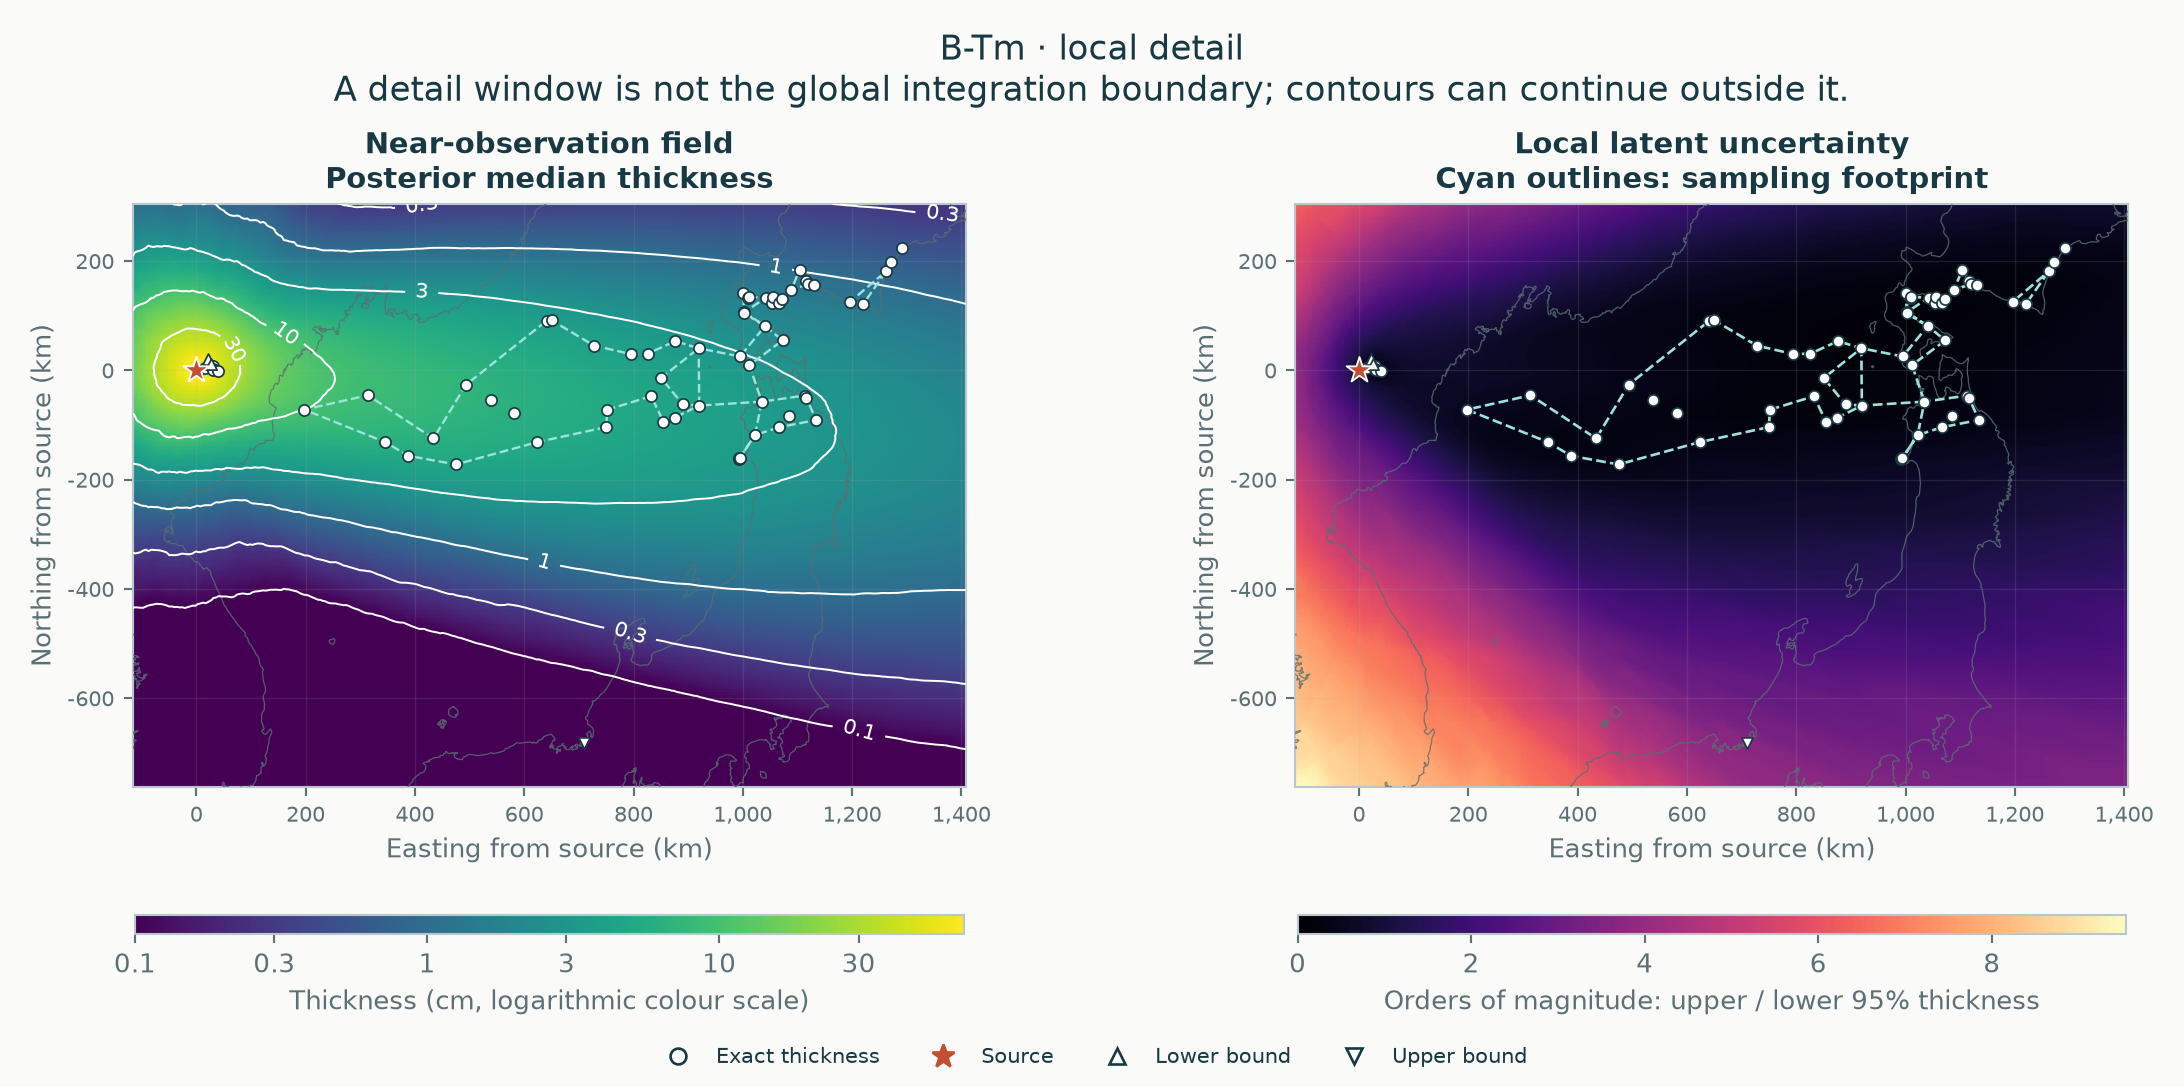 B-Tm · local detail
A detail window is not the global integration boundary; contours can continue outside it.
Near-observation field
Posterior median thickness
0.3
0.3
1
3
10
30
1
0.3
0.1
200
0
-200
-400
-600
Northing from source (km)
0
200
400
600
800
1,000
1,200
1,400
Easting from source (km)
0.1
0.3
1
3
10
30
Thickness (cm, logarithmic colour scale)
Local latent uncertainty
Cyan outlines: sampling footprint
200
0
-200
-400
-600
Northing from source (km)
0
200
400
600
800
1,000
1,200
1,400
Easting from source (km)
0
2
4
6
8
Orders of magnitude: upper / lower 95% thickness
Exact thickness
Source
Lower bound
Upper bound